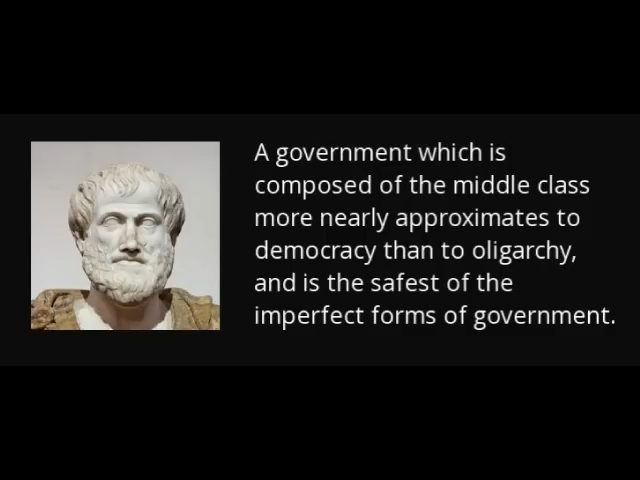 A government which is
composed of the middle class
more nearly approximates to
democracy than to oligarchy,
and is the safest of the
imperfect forms of government.